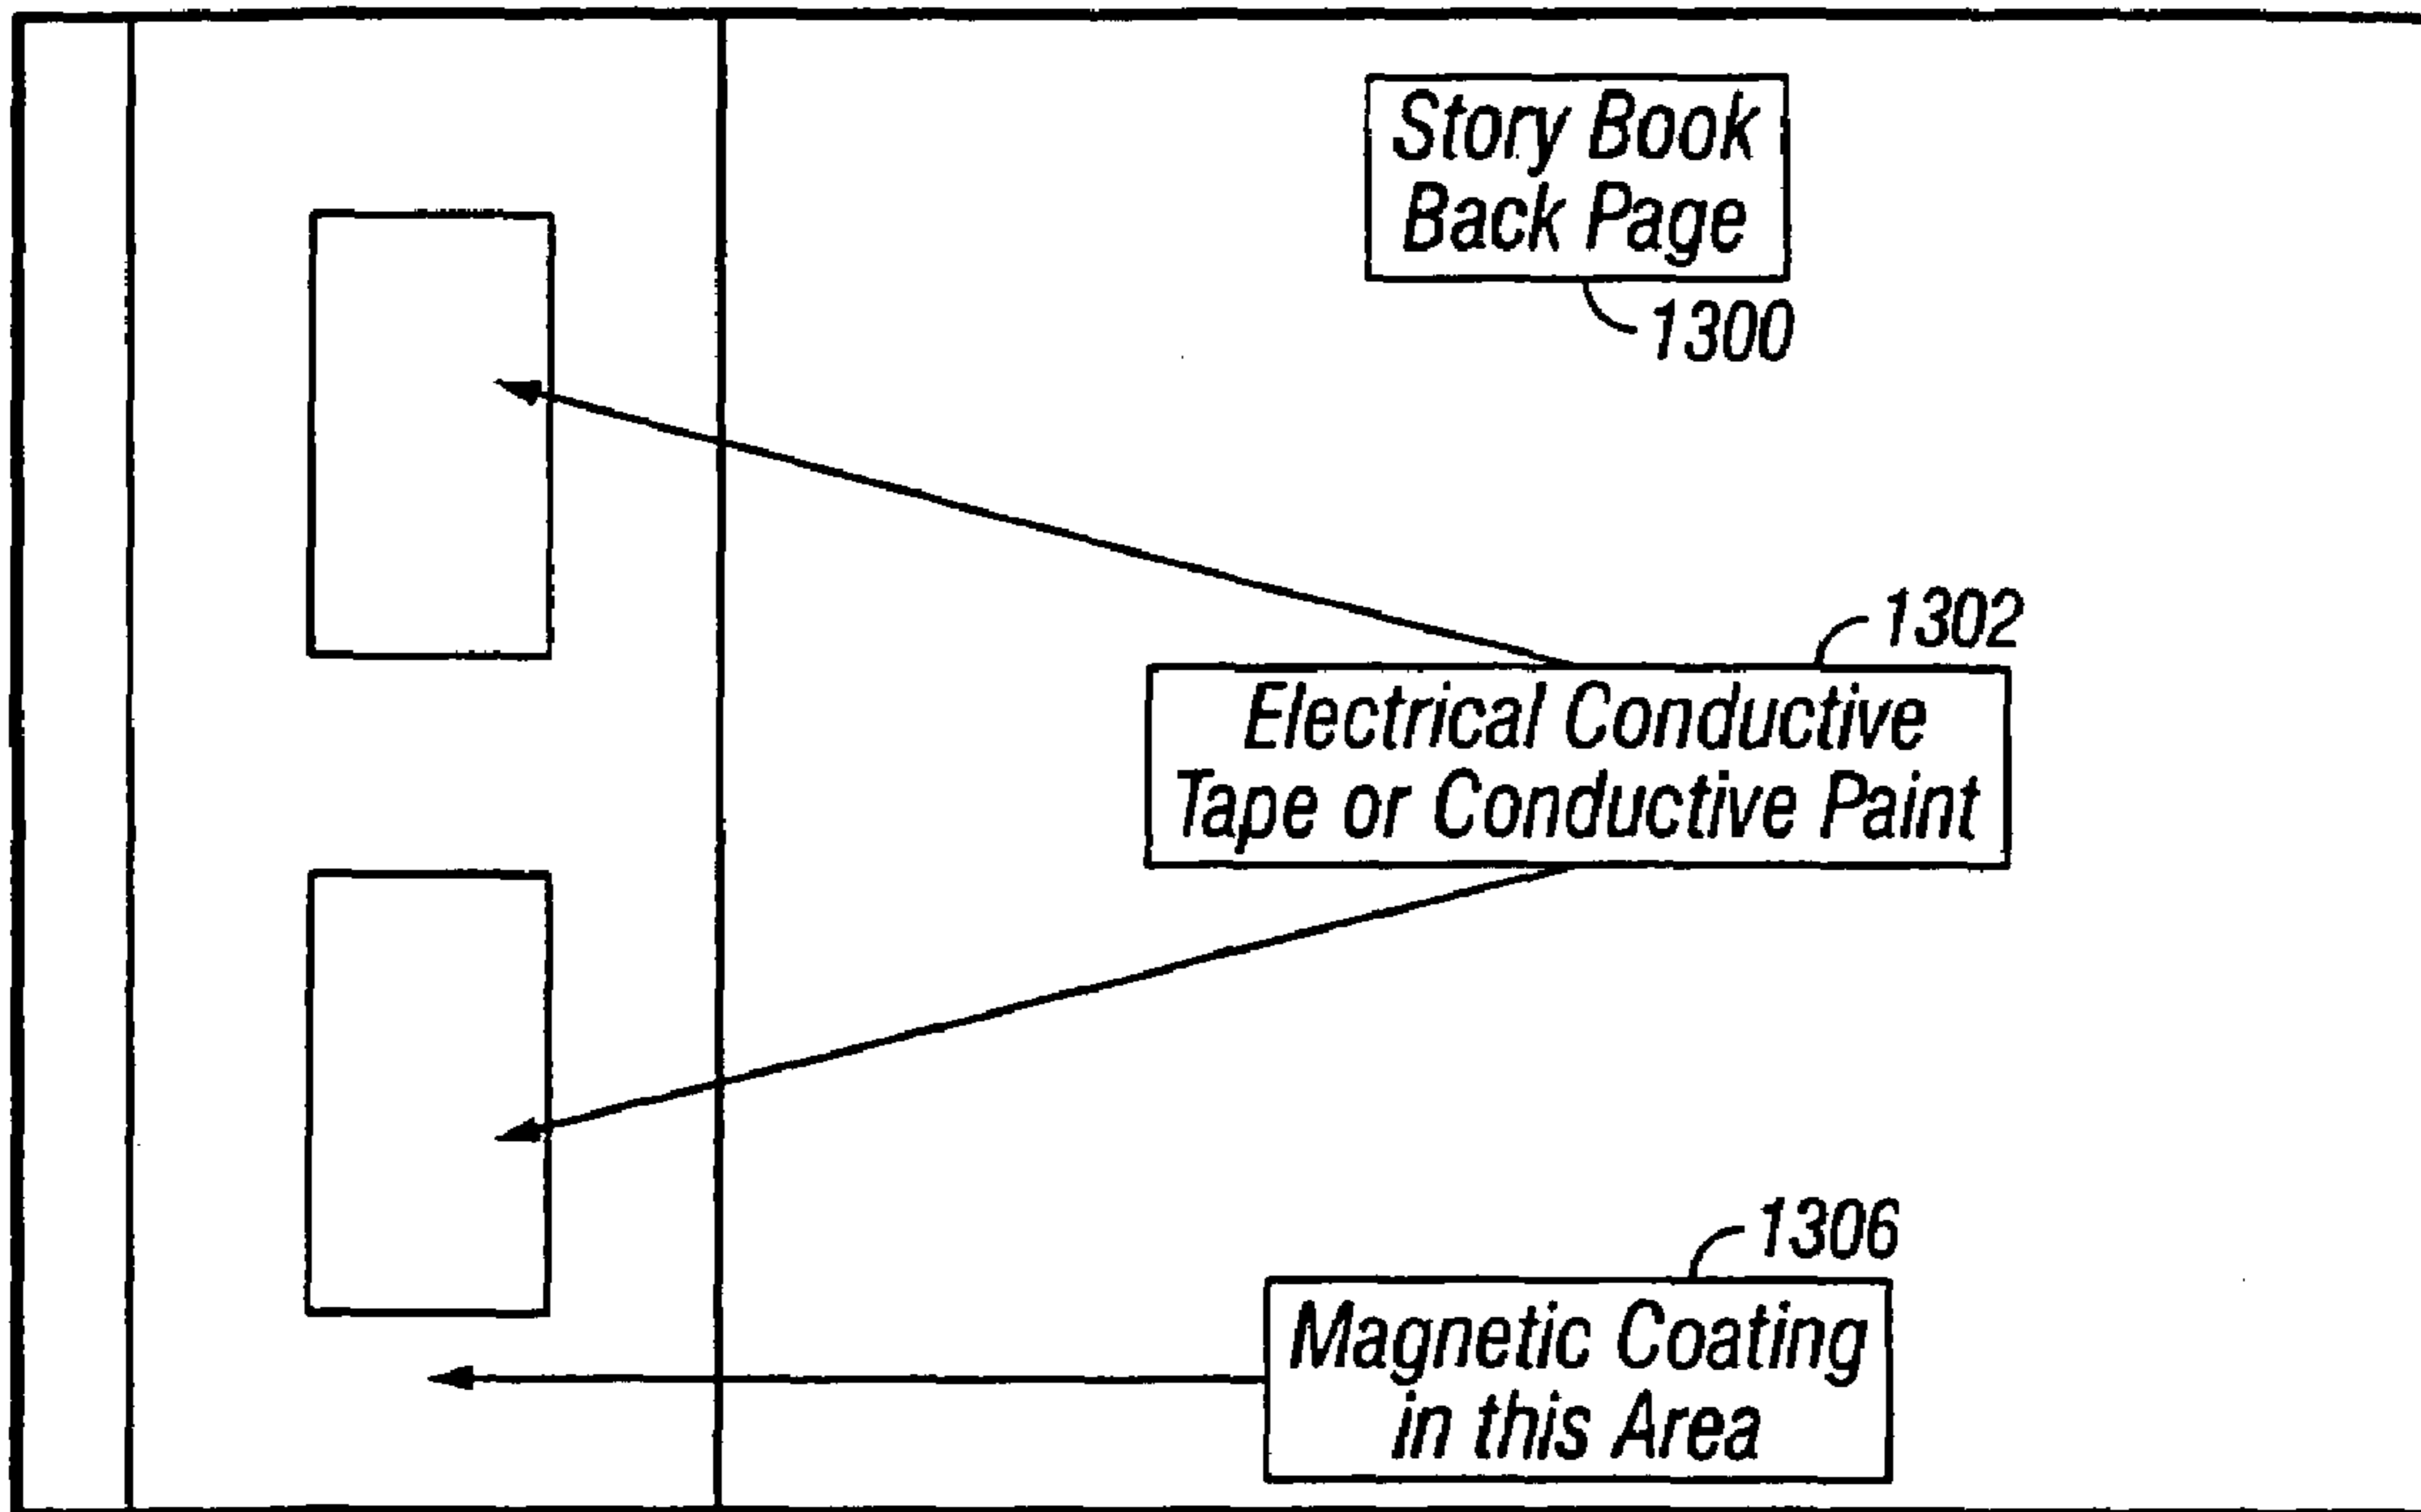 Story Book
Back Page
1300
1302
Electrical Conductive
Tape or Conductive Paint
1306
Magnetic Coating
in this Area